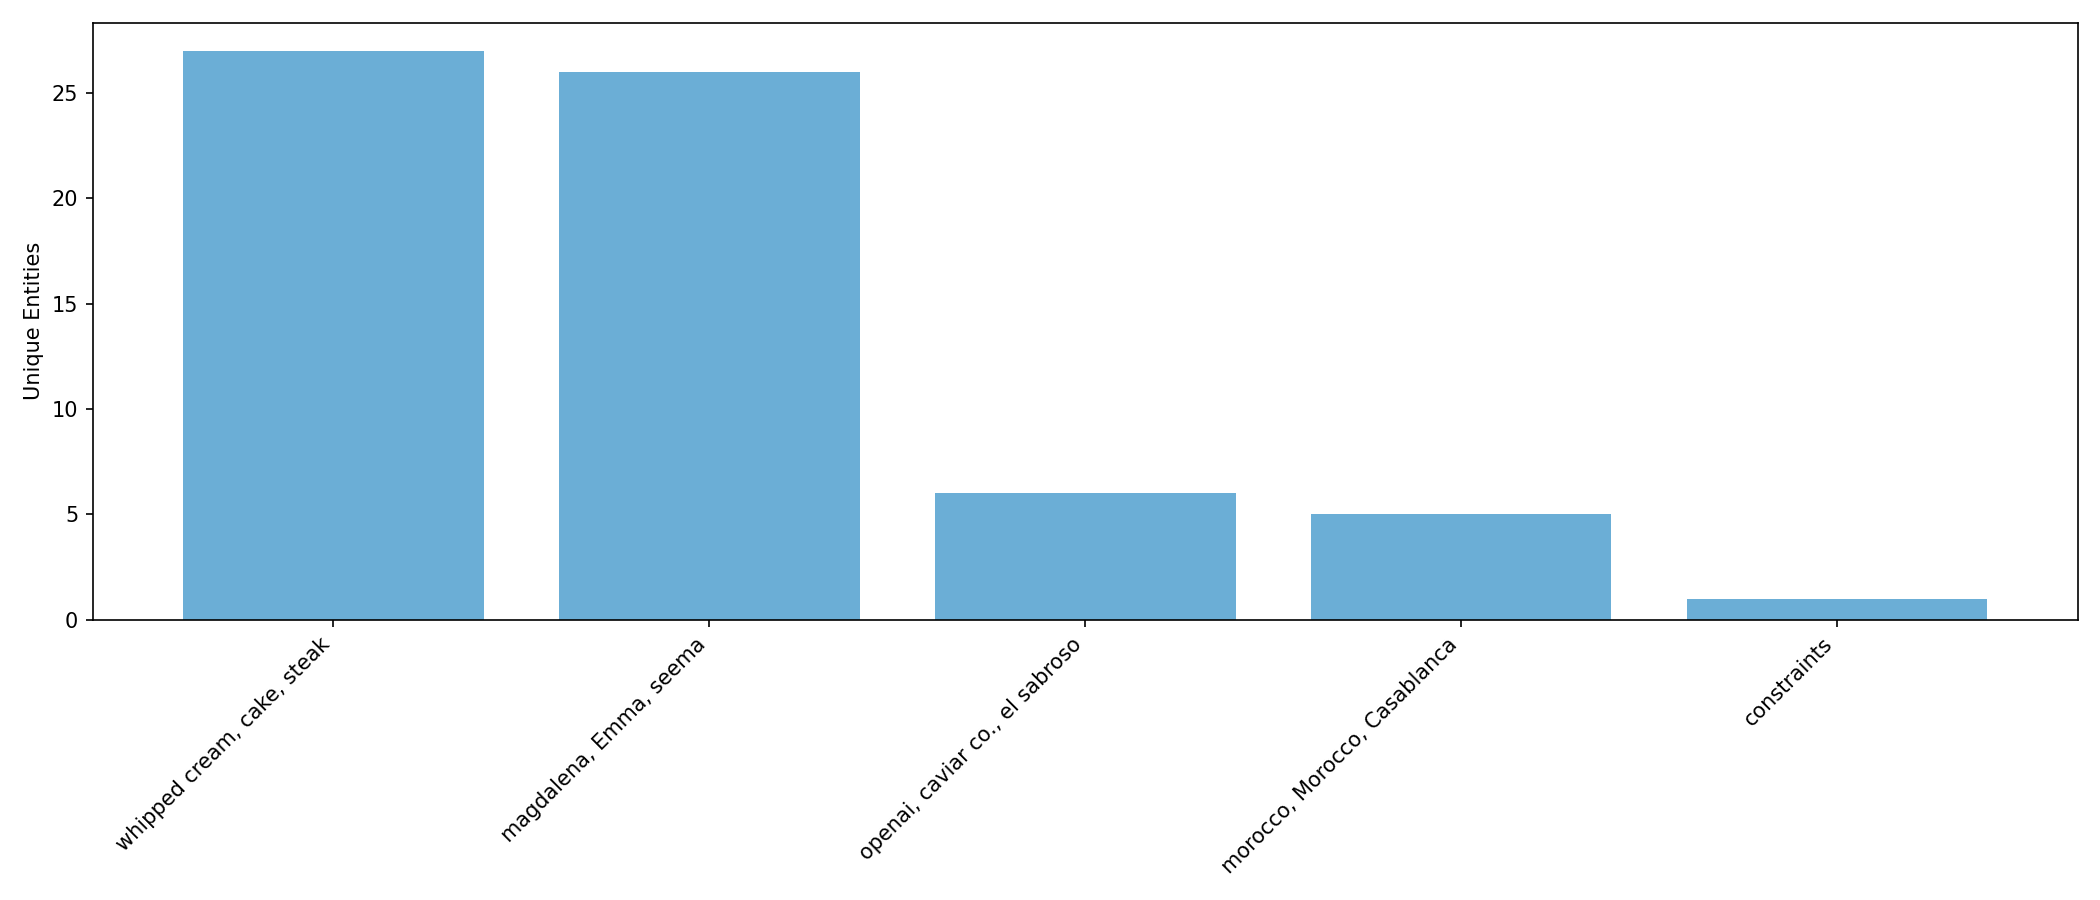 Unique Entities
25
20
15
10
5
0
whipped cream, cake, steak
magdalena, Emma, seema
openai, caviar co., el sabroso
morocco, Morocco, Casablanca
constraints